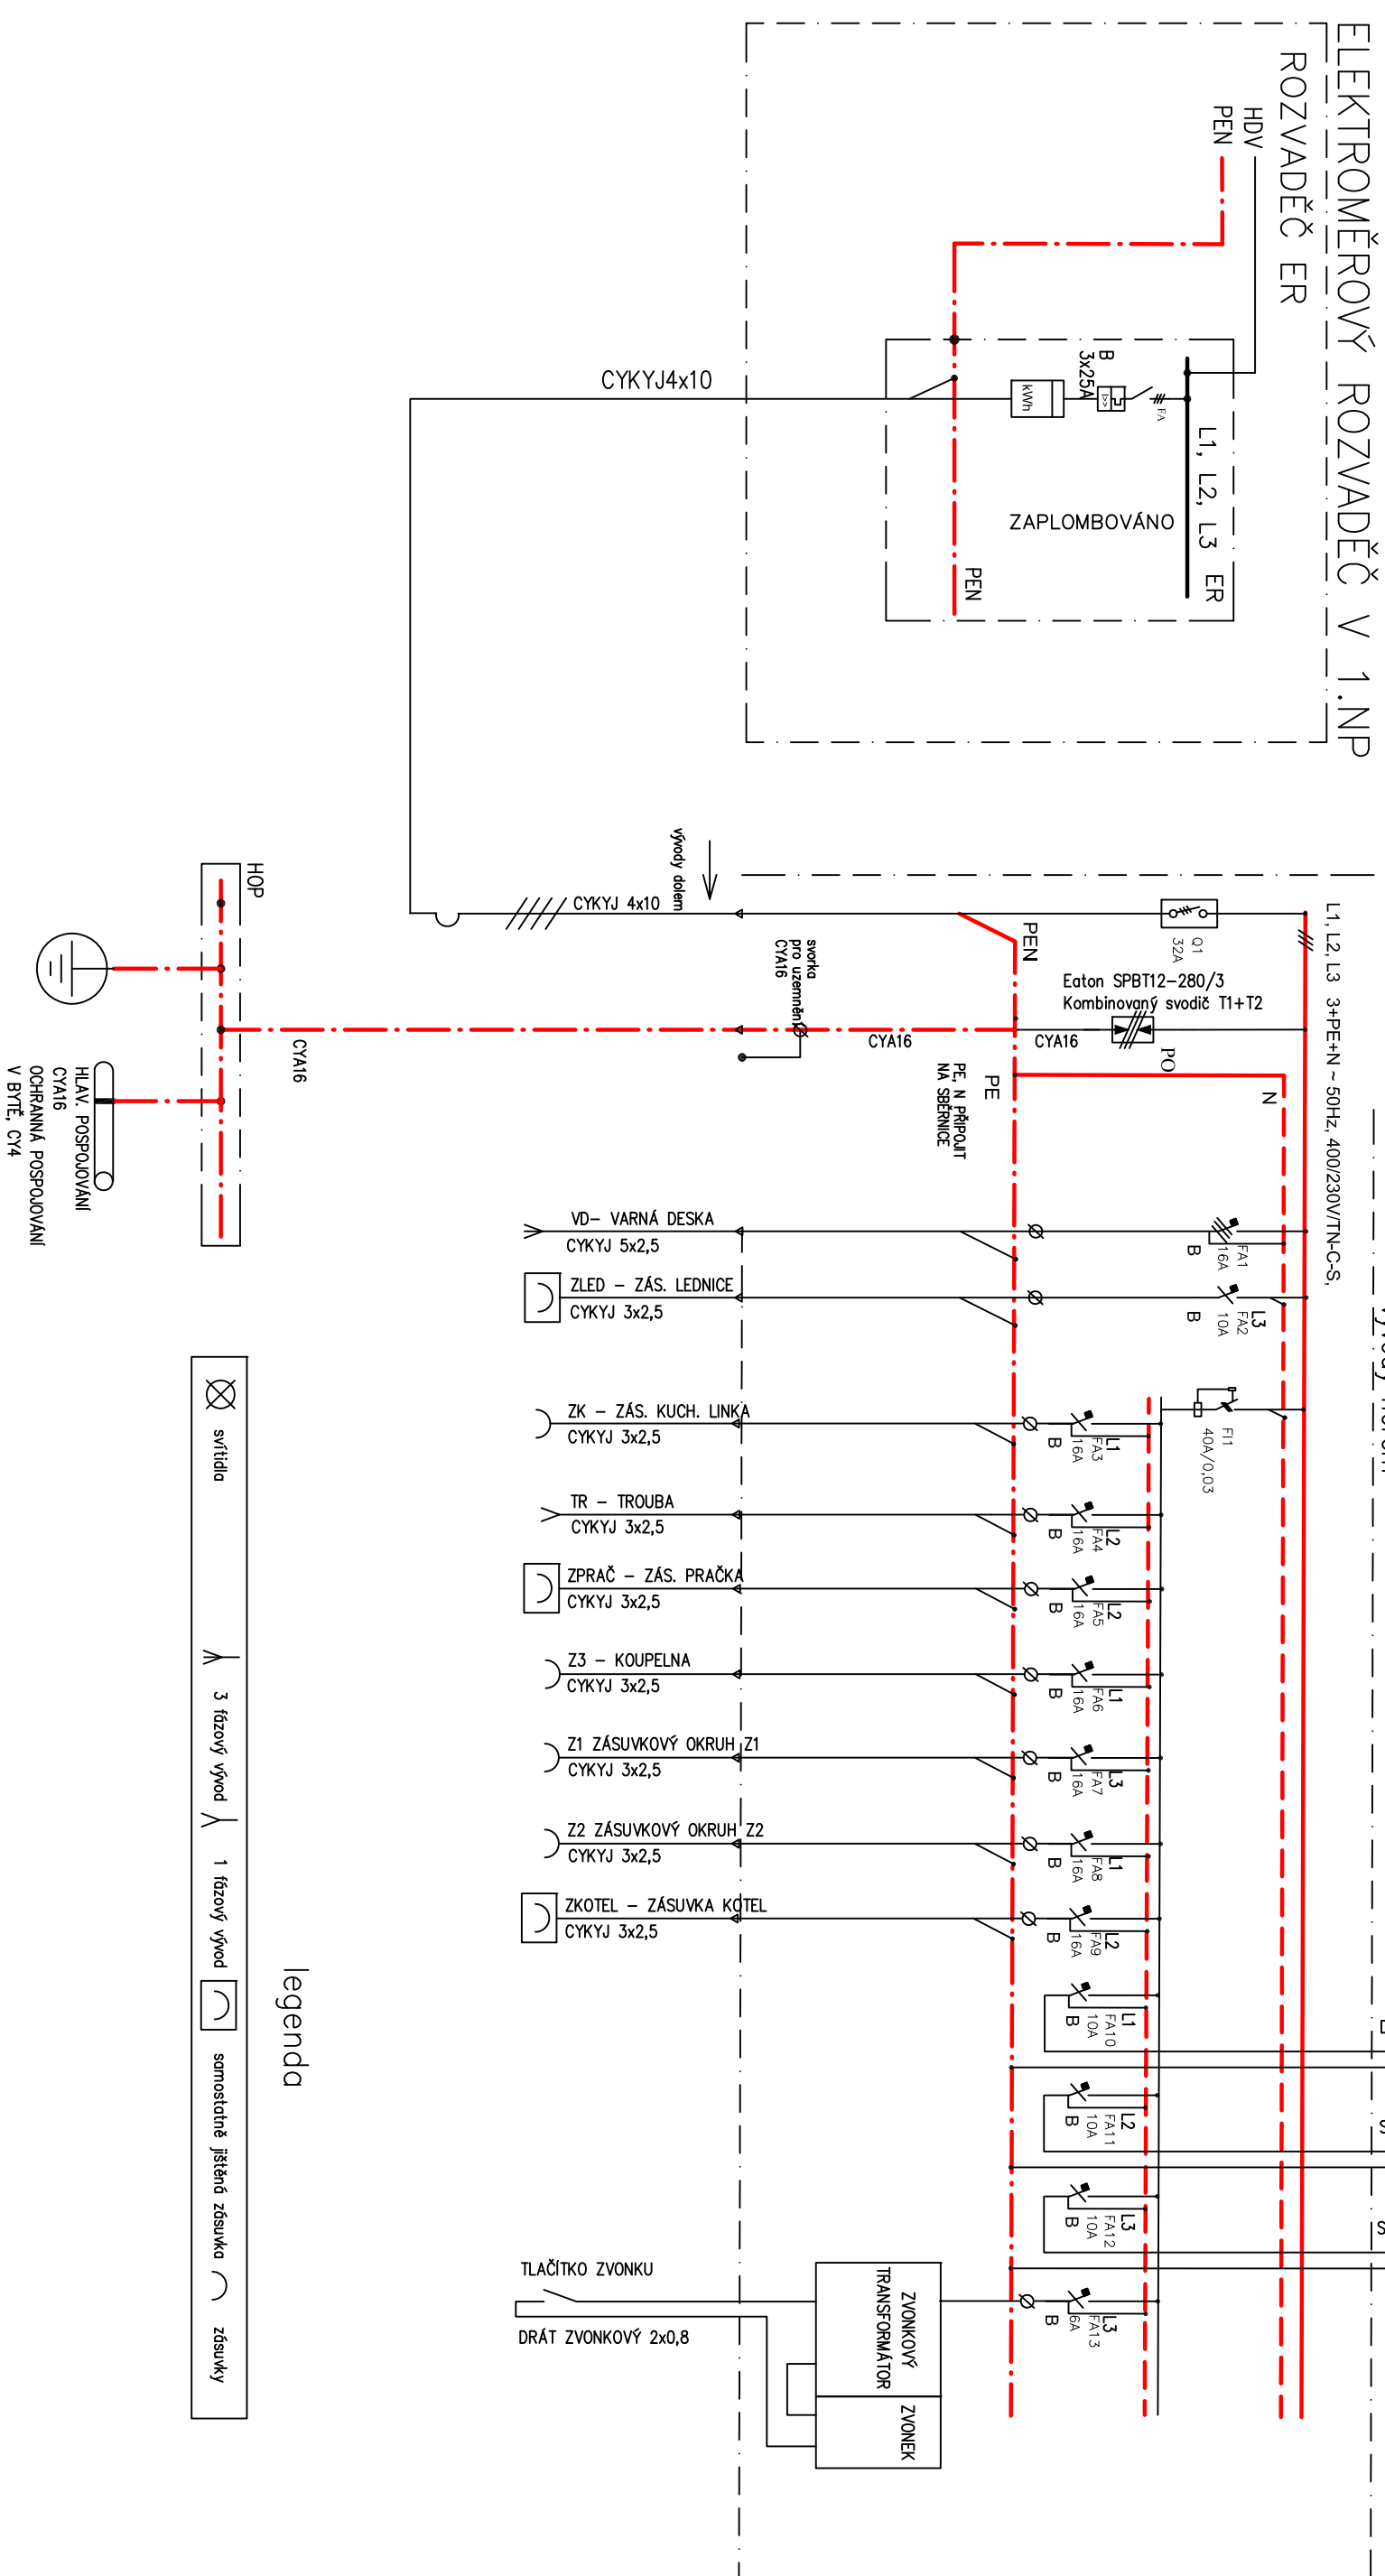 ELEKTROMĚROVÝ ROZVADĚČ V 1.NP
ROZVADĚČ ER
HDV
PEN
L1, L2, L3 ER
FA
B
3x25A
kWh
I>>
ZAPLOMBOVÁNO
PEN
CYKYJ4x10
L1, L2, L3 3+PE+N ~ 50Hz, 400/230V/TN-C-S,
vývody dolem
CYKYJ 4x10
Q1
32A
PEN
Eaton SPBT12-280/3
Kombinovaný svodič T1+T2
svorka
pro uzemnění
CYA16
CYA16
CYA16
PO
N
PE
PE, N PŘIPOJIT
NA SBĚRNICE
CYA16
HOP
HLAV. POSPOJOVÁNÍ
CYA16
OCHRANNÁ POSPOJOVÁNÍ
V BYTĚ, CY4
VD- VARNÁ DESKA
CYKYJ 5x2,5
FA1
16A
B
ZLED - ZÁS. LEDNICE
CYKYJ 3x2,5
L3
FA2
10A
B
FI1
40A/0,03
ZK - ZÁS. KUCH. LINKA
CYKYJ 3x2,5
L1
FA3
16A
B
TR - TROUBA
CYKYJ 3x2,5
L2
FA4
16A
B
ZPRAČ - ZÁS. PRAČKA
CYKYJ 3x2,5
L2
FA5
16A
B
Z3 - KOUPELNA
CYKYJ 3x2,5
L1
FA6
16A
B
Z1 ZÁSUVKOVÝ OKRUH Z1
CYKYJ 3x2,5
L3
FA7
16A
B
Z2 ZÁSUVKOVÝ OKRUH Z2
CYKYJ 3x2,5
L1
FA8
16A
B
ZKOTEL - ZÁSUVKA KOTEL
CYKYJ 3x2,5
L2
FA9
16A
B
L1
FA10
10A
B
L2
FA11
10A
B
L3
FA12
10A
B
L3
FA13
6A
B
TLAČÍTKO ZVONKU
DRÁT ZVONKOVÝ 2x0,8
ZVONKOVÝ
TRANSFORMÁTOR
ZVONEK
legenda
svítidla
3 fázový vývod
1 fázový vývod
samostatně jištěná zásuvka
zásuvky